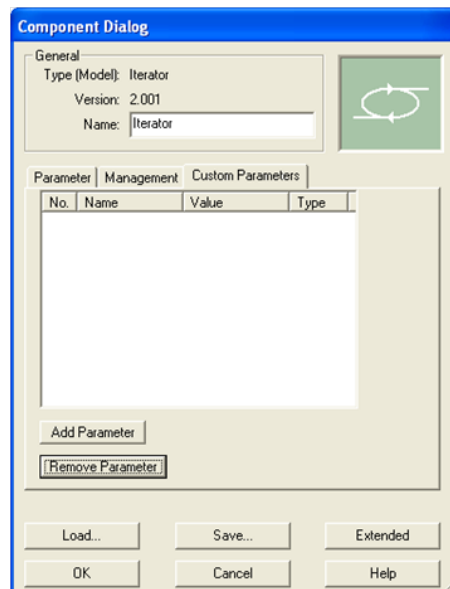 Component Dialog
General
Type (Model): Iterator
Version: 2.001
Name: Iterator
Parameter Management Custom Parameters
No. Name Value Type
Add Parameter
Remove Parameter
Load... Save... Extended
OK Cancel Help